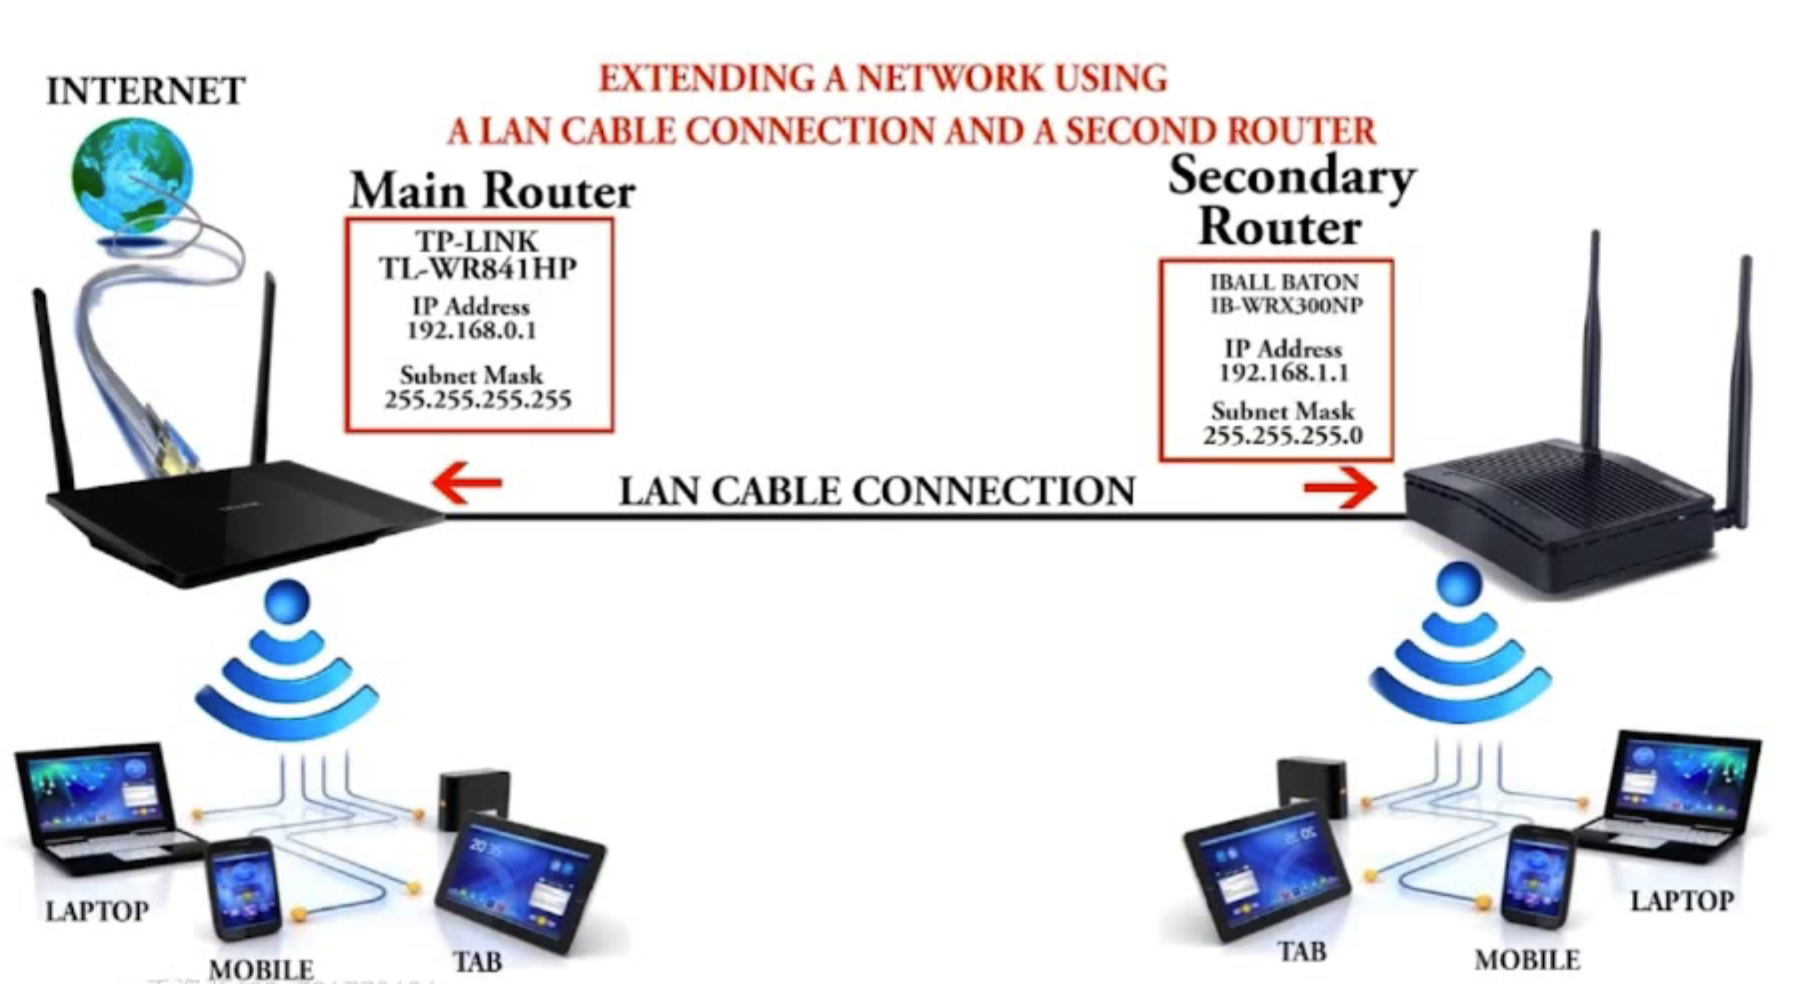 INTERNET
EXTENDING A NETWORK USING
A LAN CABLE CONNECTION AND A SECOND ROUTER
Main Router
TP-LINK
TL-WR841HP
IP Address
192.168.0.1
Subnet Mask
255.255.255.255
Secondary
Router
IBALL BATON
IB-WRX300NP
IP Address
192.168.1.1
Subnet Mask
255.255.255.0
LAN CABLE CONNECTION
LAPTOP
MOBILE
20:35
TAB
TAB
MOBILE
LAPTOP